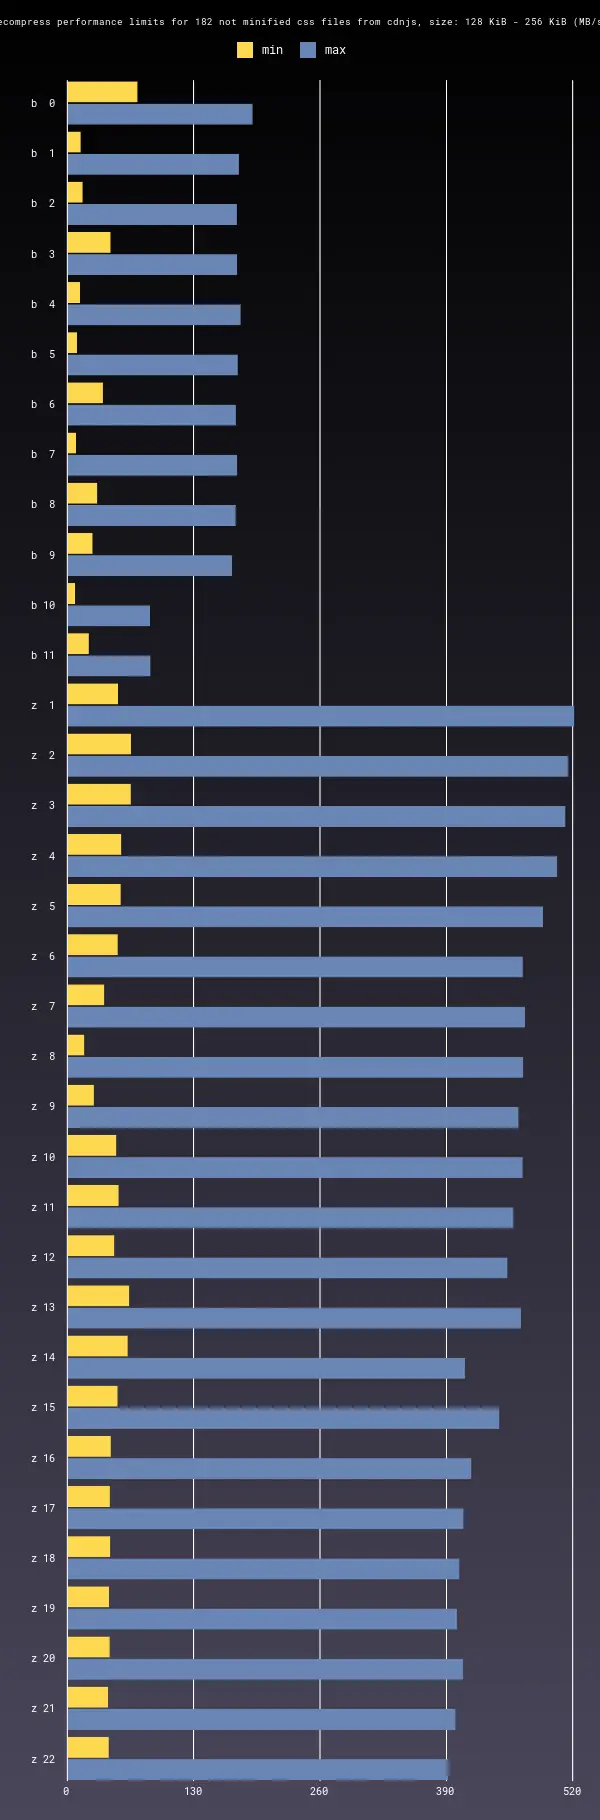 ecompress performance limits for 182 not minified css files from cdnjs, size: 128 KiB - 256 KiB (MB/s
min max
b 0
b 1
b 2
b 3
b 4
b 5
b 6
b 7
b 8
b 9
b 10
b 11
z 1
z 2
z 3
z 4
z 5
z 6
z 7
z 8
z 9
z 10
z 11
z 12
z 13
z 14
z 15
z 16
z 17
z 18
z 19
z 20
z 21
z 22
0 130 260 390 520